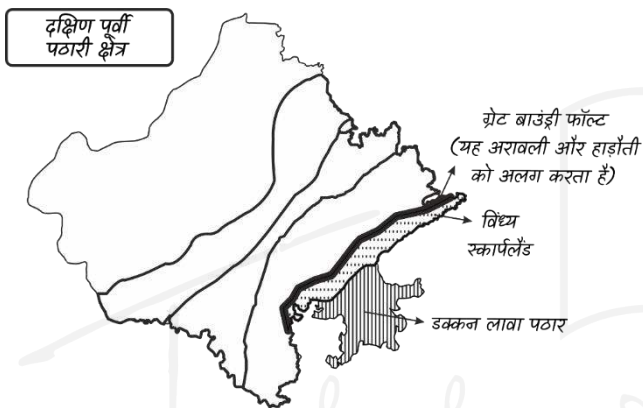 दक्षिण पूर्वी
पठारी क्षेत्र
ग्रेट बाउंड्री फॉल्ट
(यह अरावली और हाड़ौती
को अलग करता है)
विंध्य
स्कार्पलैंड
डक्कन लावा पठार